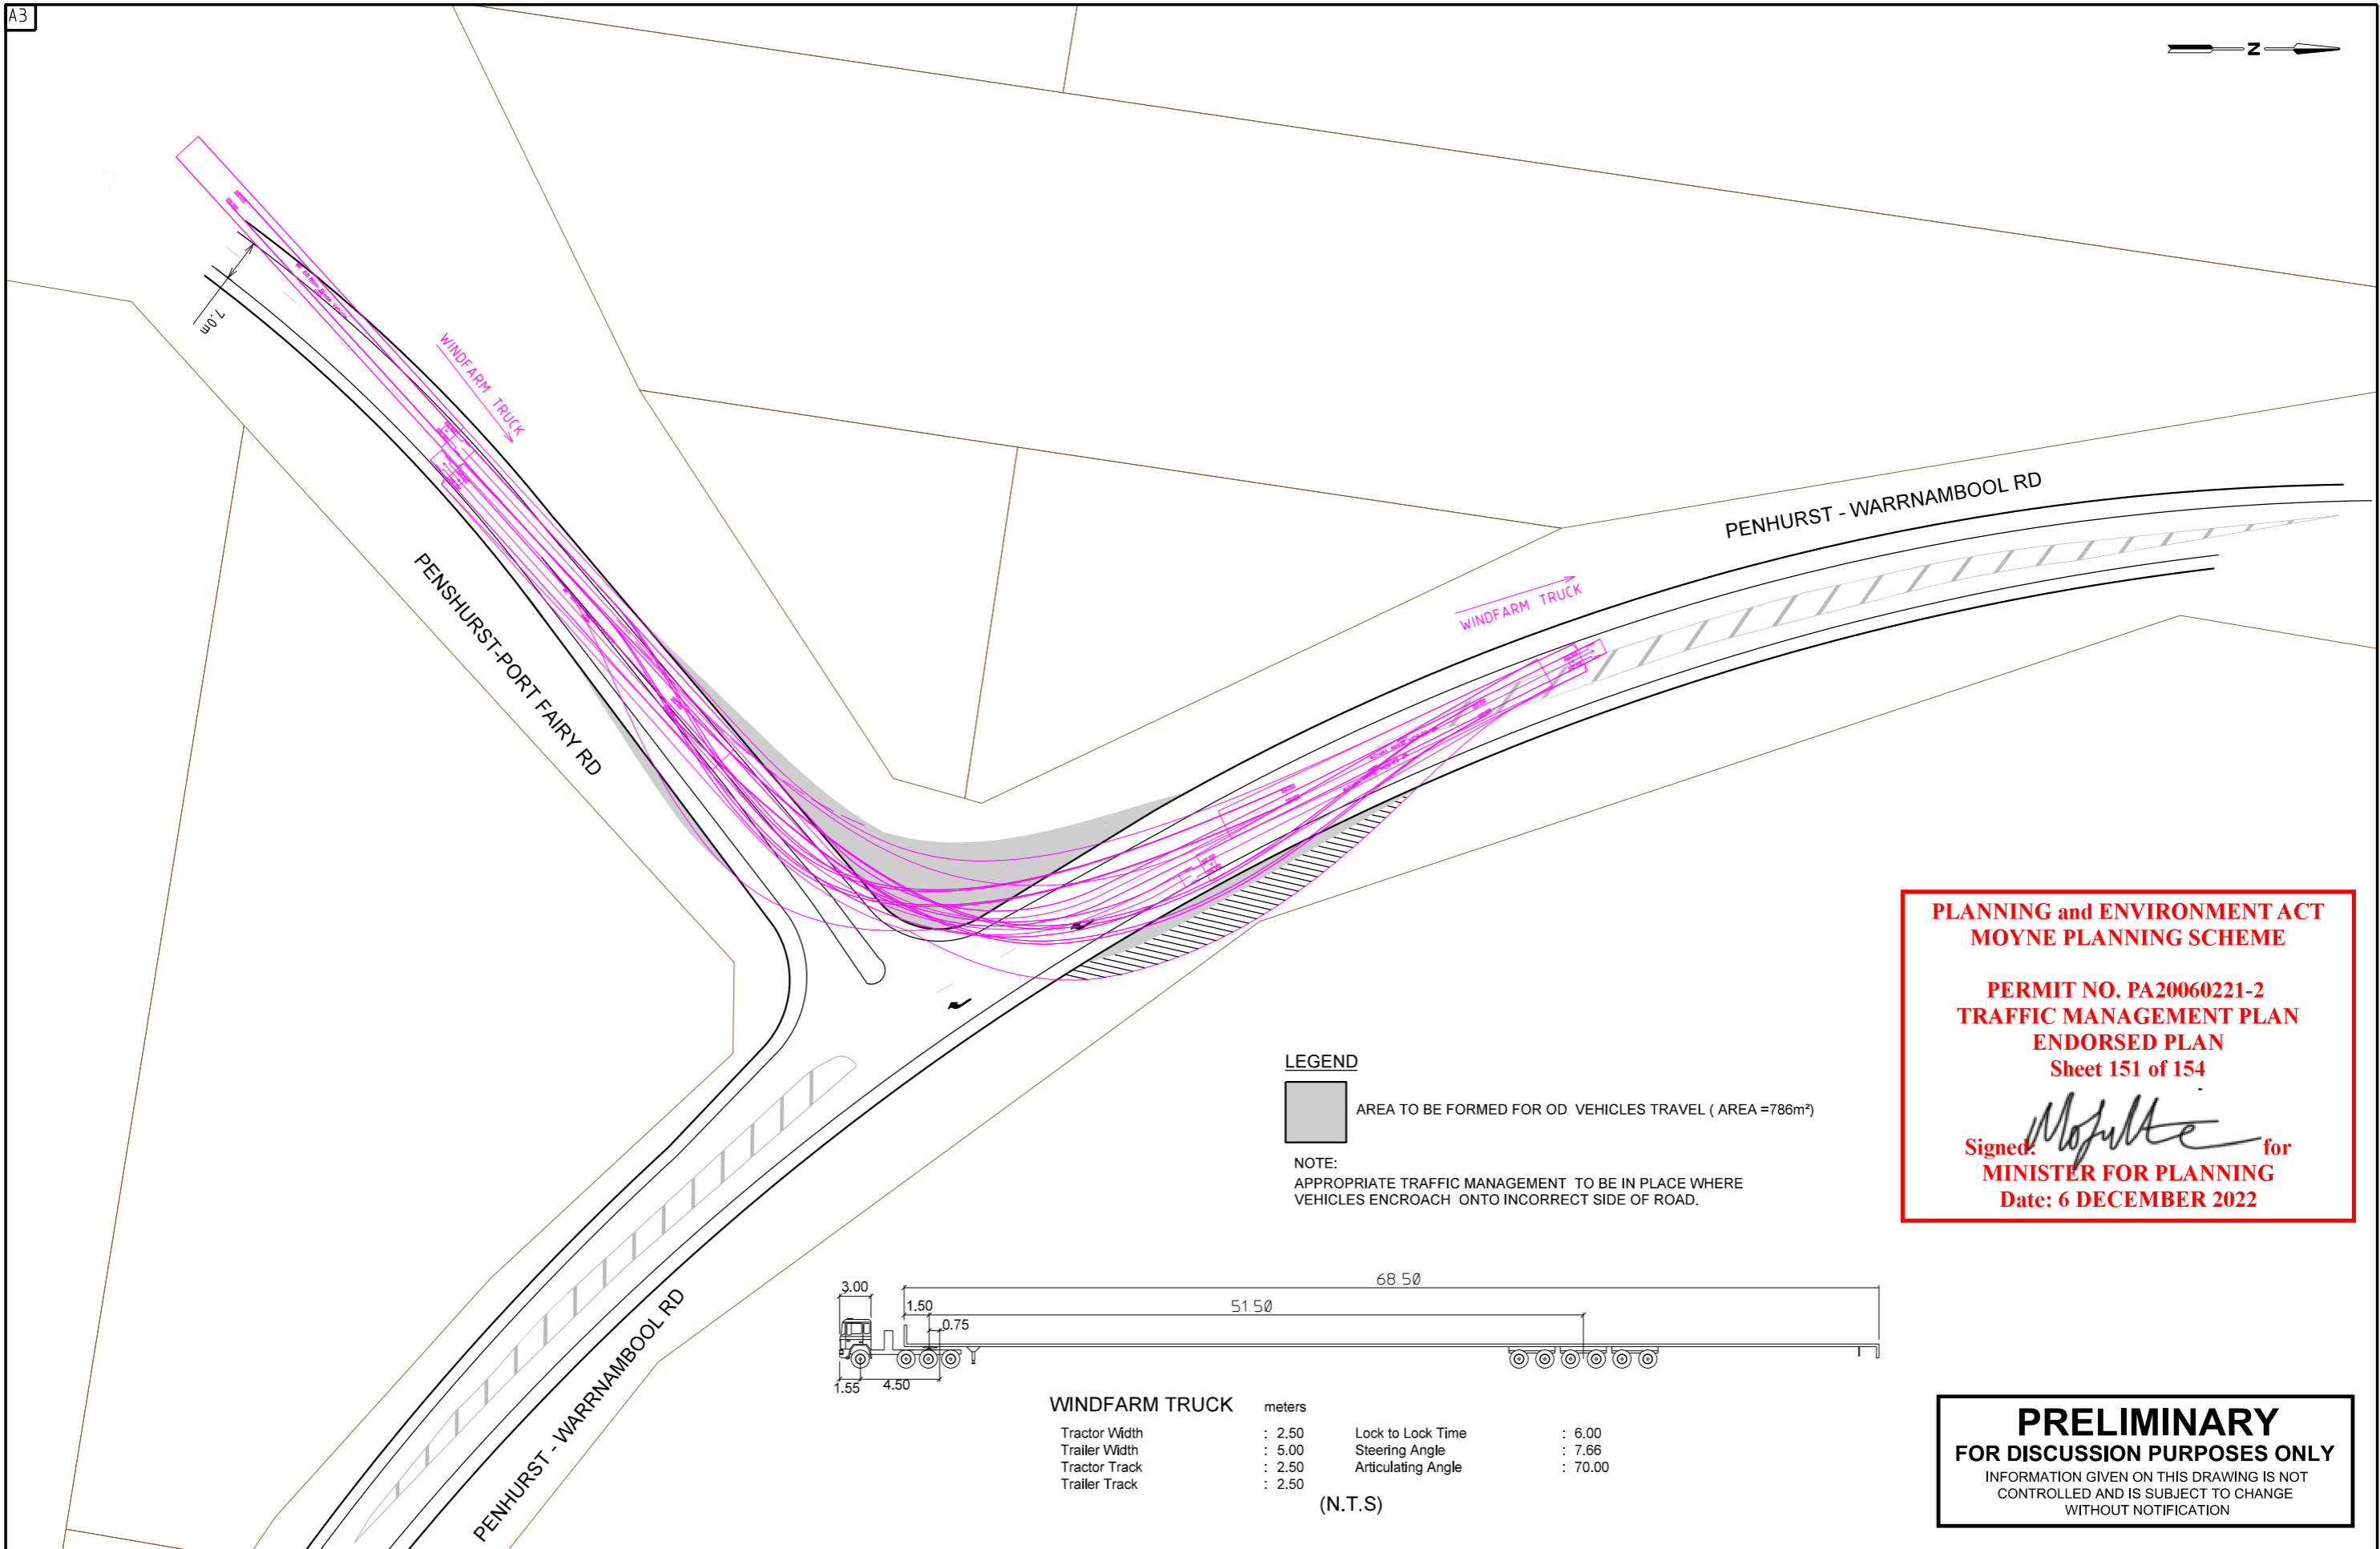 A3
N
7.0m
WINDFARM TRUCK
PENSHURST-PORT FAIRY RD
PENHURST - WARRNAMBOOL RD
WINDFARM TRUCK
PENHURST - WARRNAMBOOL RD
PLANNING and ENVIRONMENT ACT
MOYNE PLANNING SCHEME
PERMIT NO. PA20060221-2
TRAFFIC MANAGEMENT PLAN
ENDORSED PLAN
Sheet 151 of 154
Signed: for
MINISTER FOR PLANNING
Date: 6 DECEMBER 2022
LEGEND
AREA TO BE FORMED FOR OD VEHICLES TRAVEL ( AREA =786m²)
NOTE:
APPROPRIATE TRAFFIC MANAGEMENT TO BE IN PLACE WHERE
VEHICLES ENCROACH ONTO INCORRECT SIDE OF ROAD.
68.50
3.00
1.50
51.50
0.75
1.55
4.50
WINDFARM TRUCK meters
Tractor Width : 2.50 Lock to Lock Time : 6.00
Trailer Width : 5.00 Steering Angle : 7.66
Tractor Track : 2.50 Articulating Angle : 70.00
Trailer Track : 2.50
(N.T.S)
PRELIMINARY
FOR DISCUSSION PURPOSES ONLY
INFORMATION GIVEN ON THIS DRAWING IS NOT
CONTROLLED AND IS SUBJECT TO CHANGE
WITHOUT NOTIFICATION